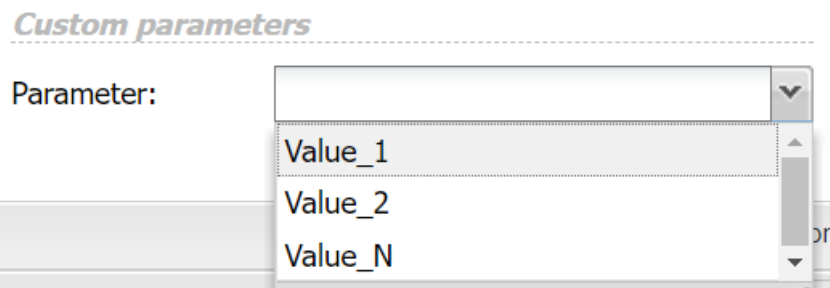 Custom parameters
Parameter:
Value_1
Value_2
Value_N